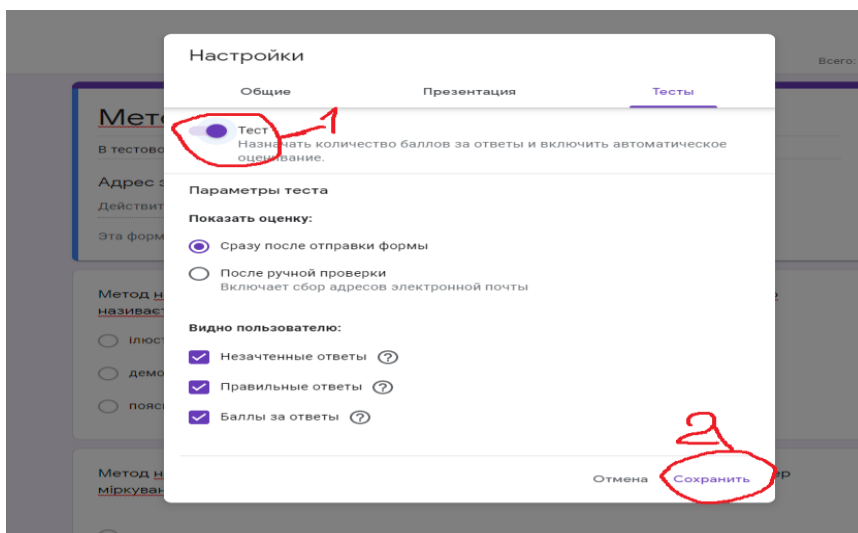 Настройки
Всего:
Общие
Презентация
Тесты
1
Тест
Назначать количество баллов за ответы и включить автоматическое
оценивание.
Мето
В тестово
Адрес э
Действит
Эта форм
Параметры теста
Показать оценку:
Сразу после отправки формы
После ручной проверки
Включает сбор адресов электронной почты
Метод н
називаєт
ілюс
демо
поясн
Видно пользователю:
Незачтенные ответы
Правильные ответы
Баллы за ответы
2
Отмена
Сохранить
Метод н
міркуван
ер